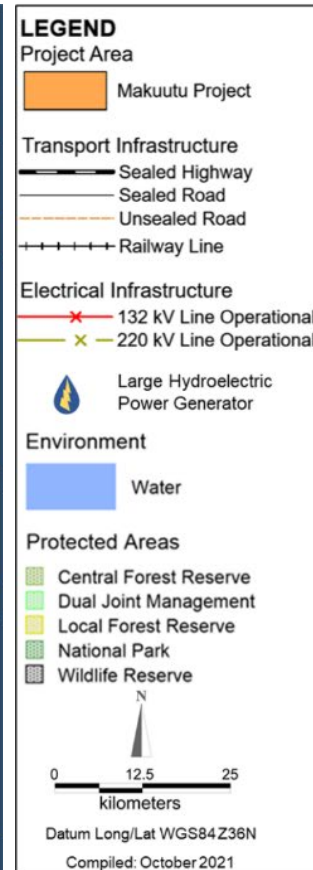 LEGEND
Project Area
Makuutu Project
Transport Infrastructure
Sealed Highway
Sealed Road
Unsealed Road
Railway Line
Electrical Infrastructure
132 kV Line Operational
220 kV Line Operational
Large Hydroelectric
Power Generator
Environment
Water
Protected Areas
Central Forest Reserve
Dual Joint Management
Local Forest Reserve
National Park
Wildlife Reserve
N
0 12.5 25
kilometers
Datum Long/Lat WGS84 Z36N
Compiled: October 2021